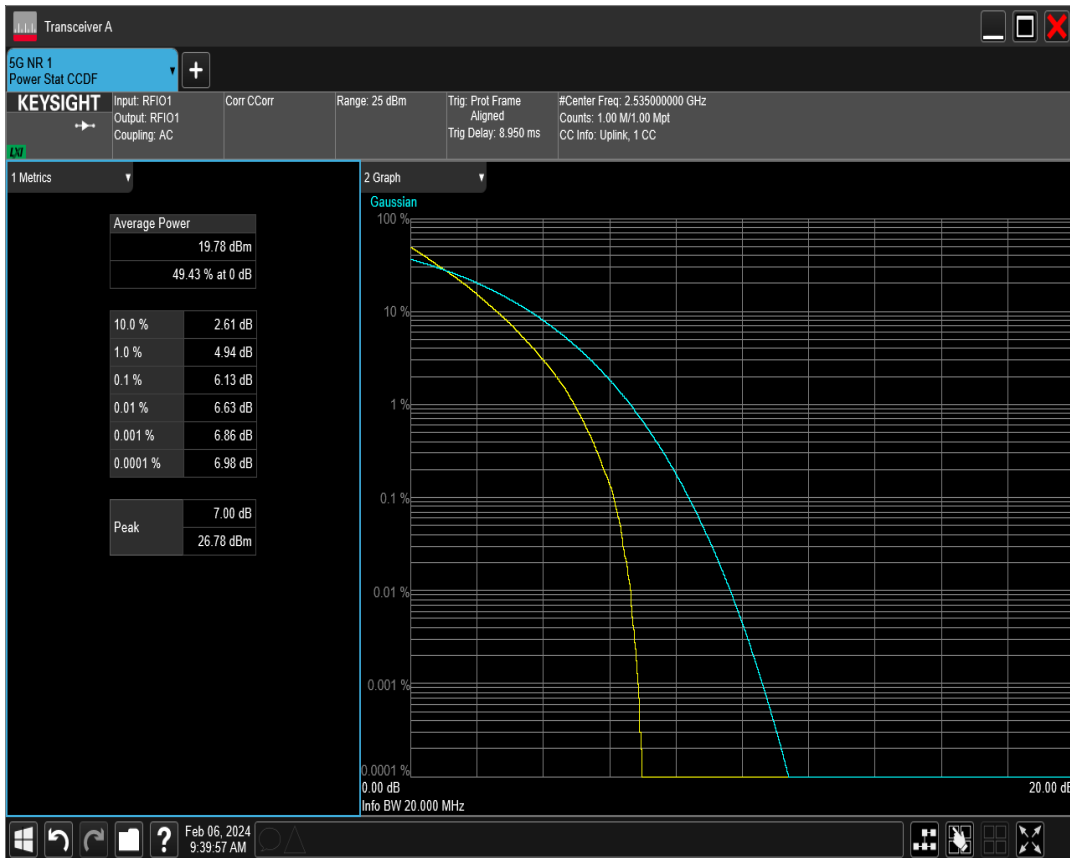 Transceiver A
5G NR 1
Power Stat CCDF
KEYSIGHT
Input: RFIO1
Output: RFIO1
Coupling: AC
Corr CCorr
Range: 25 dBm
Trig: Prot Frame
Aligned
Trig Delay: 8.950 ms
#Center Freq: 2.535000000 GHz
Counts: 1.00 M/1.00 Mpt
CC Info: Uplink, 1 CC
LXI
1 Metrics
Average Power
19.78 dBm
49.43 % at 0 dB
10.0 % 2.61 dB
1.0 % 4.94 dB
0.1 % 6.13 dB
0.01 % 6.63 dB
0.001 % 6.86 dB
0.0001 % 6.98 dB
Peak
7.00 dB
26.78 dBm
2 Graph
Gaussian
100 %
10 %
1 %
0.1 %
0.01 %
0.001 %
0.0001 %
0.00 dB
20.00 dB
Info BW 20.000 MHz
?
Feb 06, 2024
9:39:57 AM